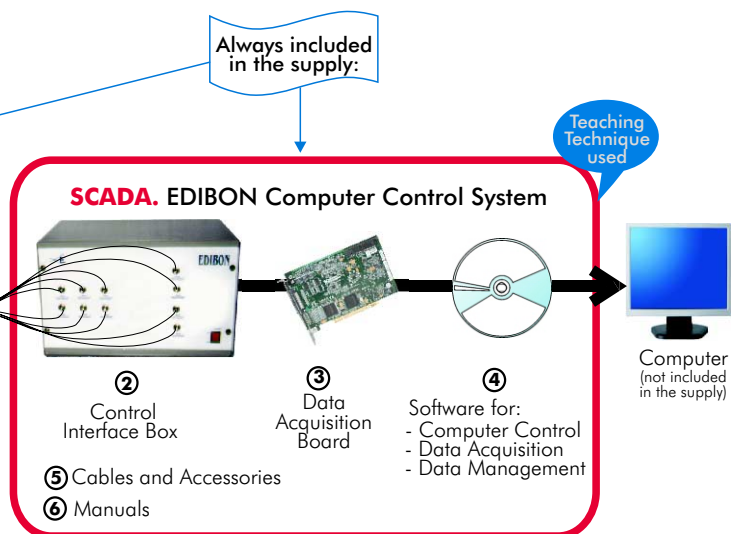 Always included
in the supply:
Teaching
Technique
used
SCADA. EDIBON Computer Control System
EDIBON
2
Control
Interface Box
3
Data
Acquisition
Board
4
Software for:
- Computer Control
- Data Acquisition
- Data Management
Computer
(not included
in the supply)
5 Cables and Accessories
6 Manuals